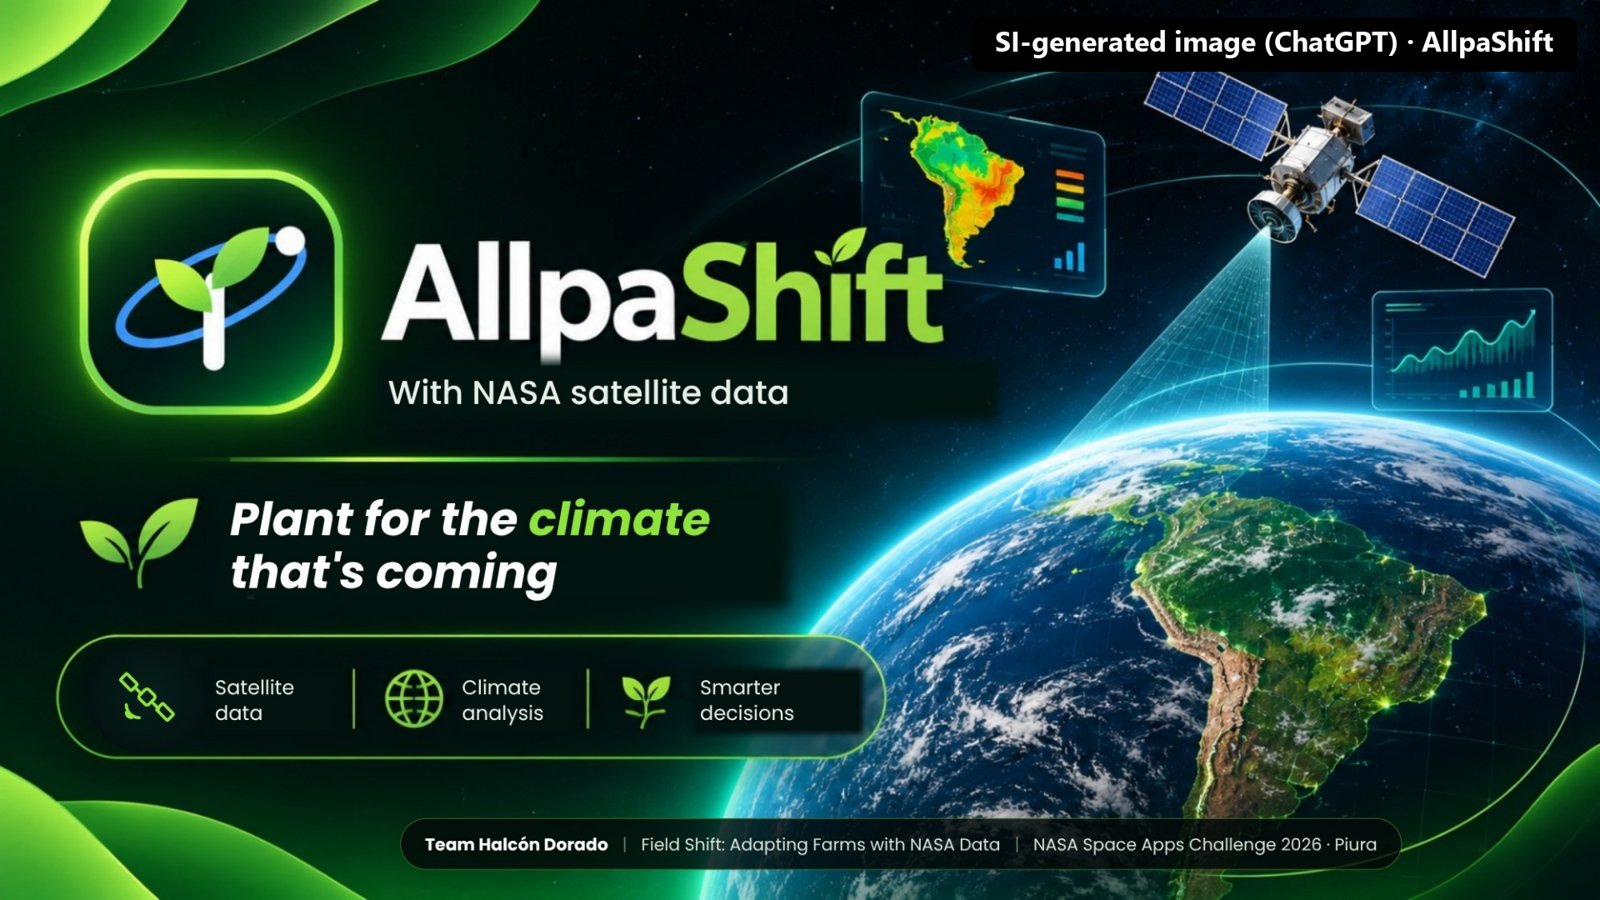 SI-generated image (ChatGPT) · AllpaShift
AllpaShift
With NASA satellite data
Plant for the climate
that's coming
Satellite
data
Climate
analysis
Smarter
decisions
Team Halcón Dorado | Field Shift: Adapting Farms with NASA Data | NASA Space Apps Challenge 2026 · Piura